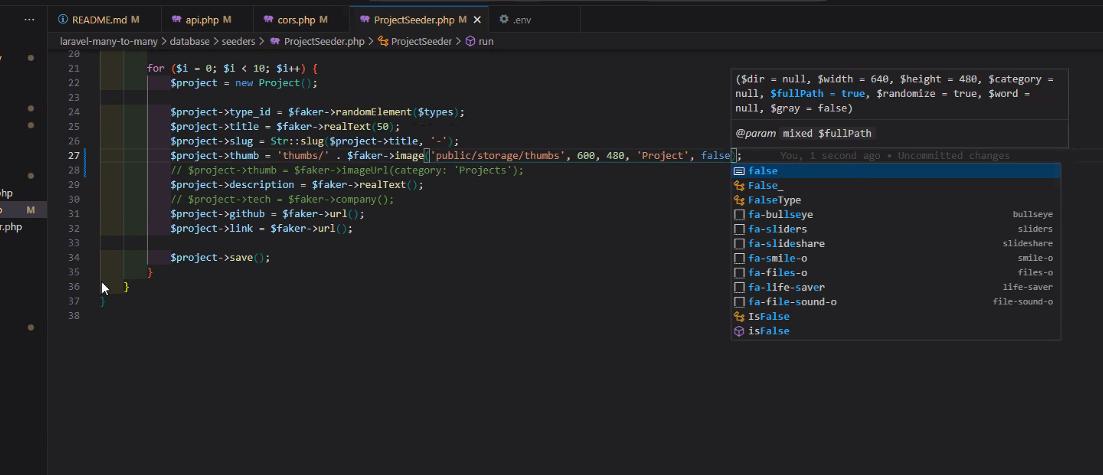 ··· README.md M api.php M cors.php M ProjectSeeder.php M .env
laravel-many-to-many > database > seeders > ProjectSeeder.php > ProjectSeeder > run
20
21 for ($i = 0; $i < 10; $i++) {
22 $project = new Project();
23
24 $project->type_id = $faker->randomElement($types);
25 $project->title = $faker->realText(50);
26 $project->slug = Str::slug($project->title, '-');
27 $project->thumb = 'thumbs/' . $faker->image('public/storage/thumbs', 600, 480, 'Project', false); You, 1 second ago • Uncommitted changes
28 // $project->thumb = $faker->imageUrl(category: 'Projects');
29 $project->description = $faker->realText();
30 // $project->tech = $faker->company();
31 $project->github = $faker->url();
32 $project->link = $faker->url();
33
34 $project->save();
35 }
36 }
37 }
38
.php
M
r.php
($dir = null, $width = 640, $height = 480, $category =
null, $fullPath = true, $randomize = true, $word =
null, $gray = false)
@param mixed $fullPath
false
False_
FalseType
fa-bullseye bullseye
fa-sliders sliders
fa-slideshare slideshare
fa-smile-o smile-o
fa-files-o files-o
fa-life-saver life-saver
fa-file-sound-o file-sound-o
IsFalse
isFalse